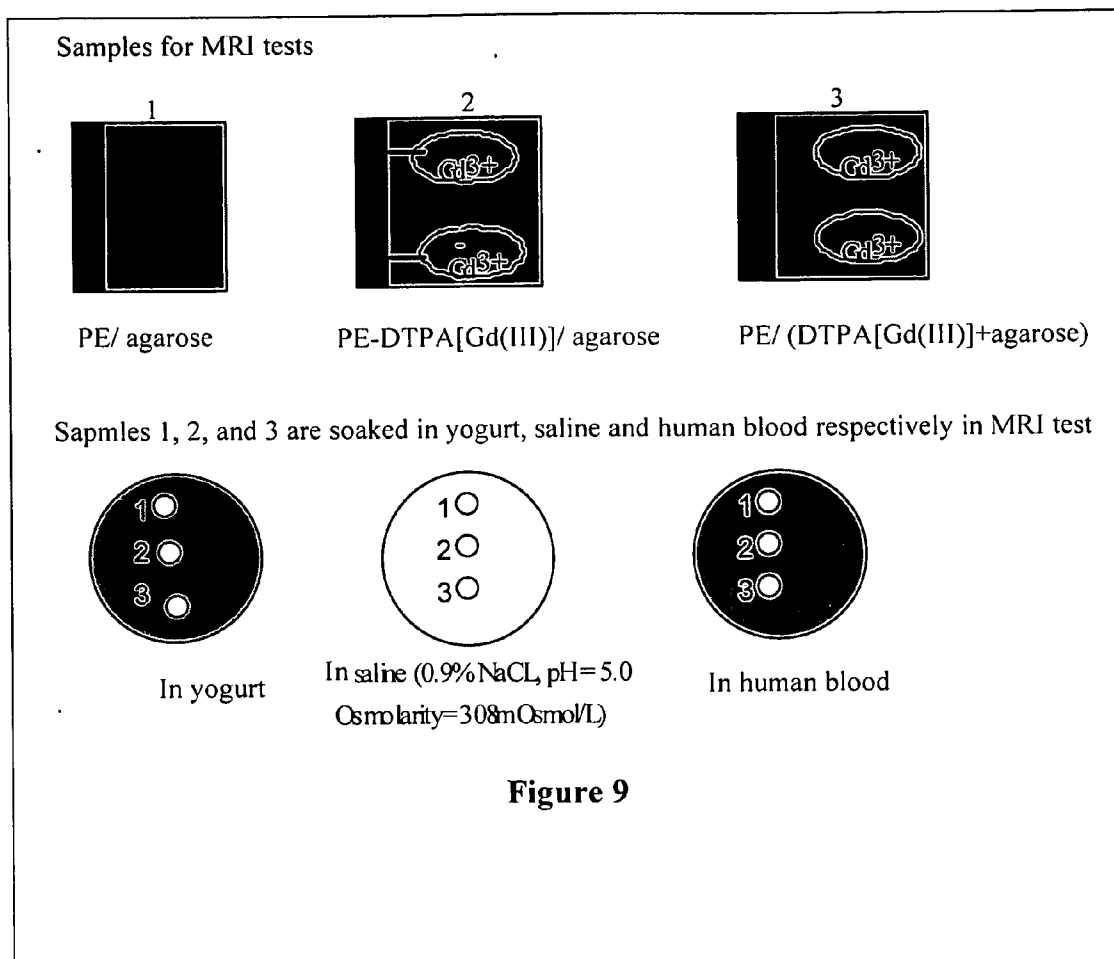 Samples for MRI tests
1 2 3
Gd3+ Gd3+
Gd3+ Gd3+
PE/ agarose PE-DTPA[Gd(III)]/ agarose PE/ (DTPA[Gd(III)]+agarose)
Sapmles 1, 2, and 3 are soaked in yogurt, saline and human blood respectively in MRI test
1 1 1
2 2 2
3 3 3
In yogurt In saline (0.9% NaCL, pH=5.0 In human blood
Osmolarity=308mOsmol/L)
Figure 9